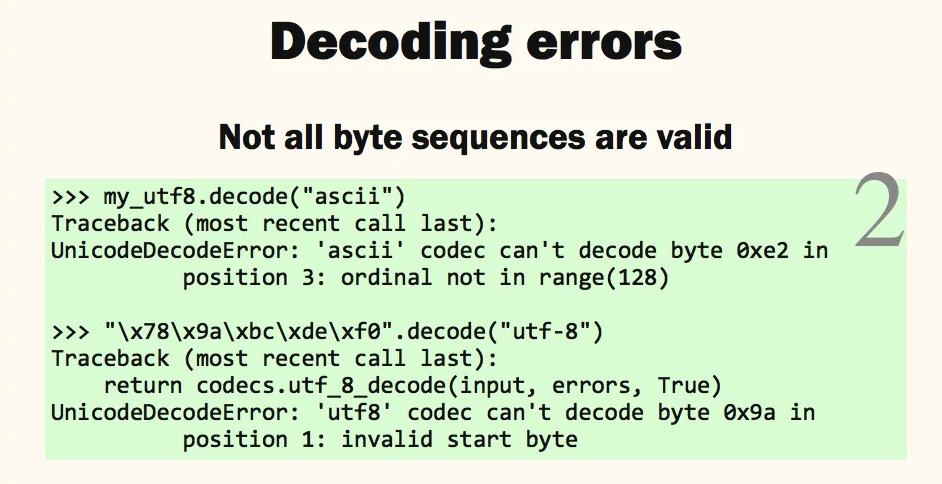 Decoding errors
Not all byte sequences are valid
2
>>> my_utf8.decode("ascii")
Traceback (most recent call last):
UnicodeDecodeError: 'ascii' codec can't decode byte 0xe2 in
          position 3: ordinal not in range(128)

>>> "\x78\x9a\xbc\xde\xf0".decode("utf-8")
Traceback (most recent call last):
    return codecs.utf_8_decode(input, errors, True)
UnicodeDecodeError: 'utf8' codec can't decode byte 0x9a in
          position 1: invalid start byte